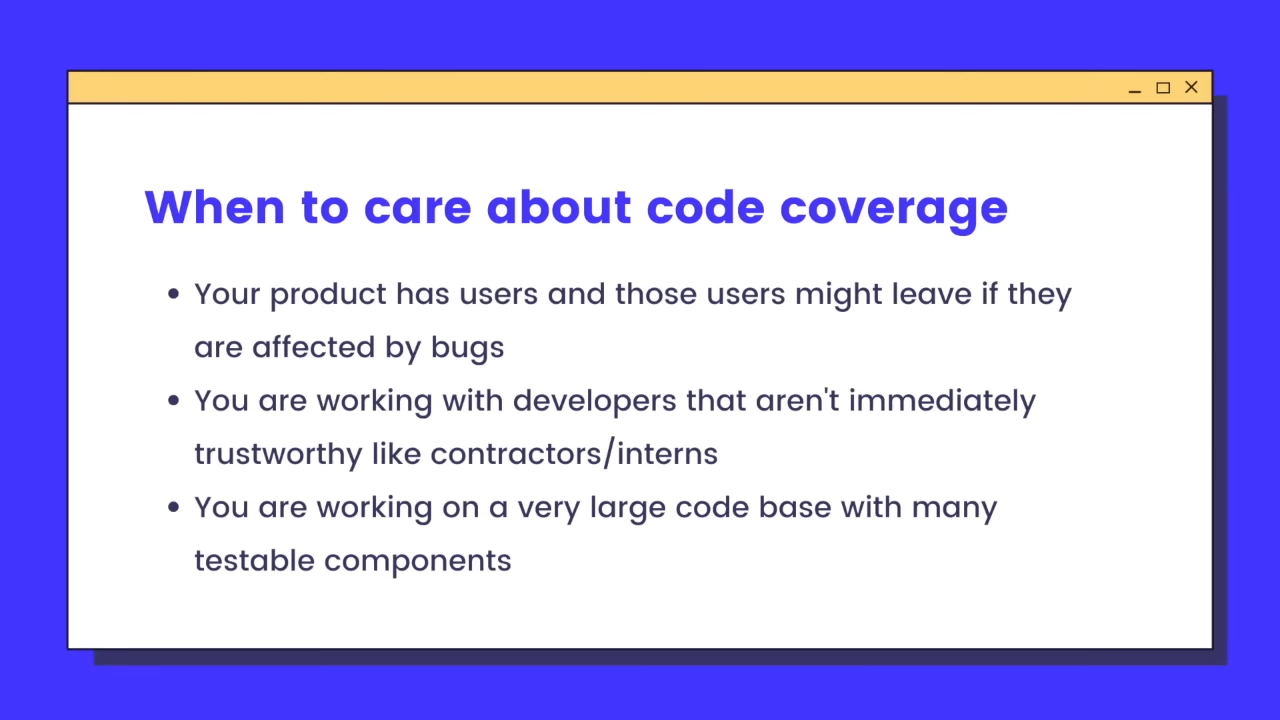 When to care about code coverage
• Your product has users and those users might leave if they
are affected by bugs
• You are working with developers that aren't immediately
trustworthy like contractors/interns
• You are working on a very large code base with many
testable components